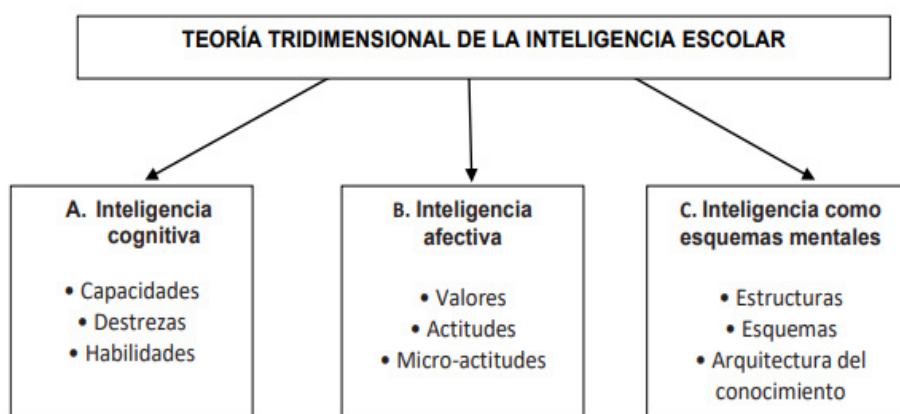 TEORÍA TRIDIMENSIONAL DE LA INTELIGENCIA ESCOLAR
A. Inteligencia
cognitiva
• Capacidades
• Destrezas
• Habilidades
B. Inteligencia
afectiva
• Valores
• Actitudes
• Micro-actitudes
C. Inteligencia como
esquemas mentales
• Estructuras
• Esquemas
• Arquitectura del
conocimiento